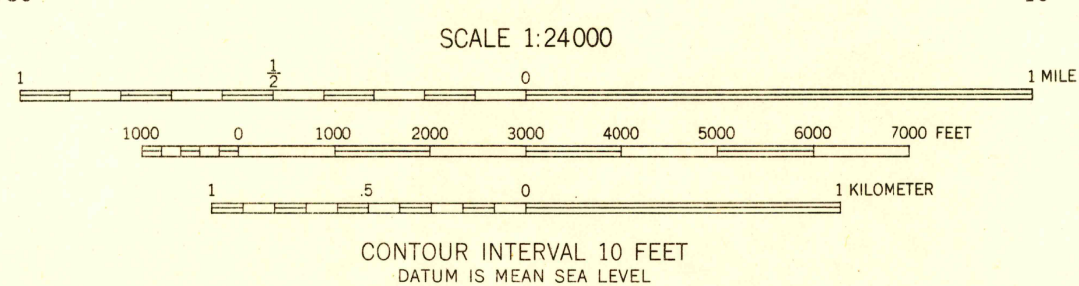 SCALE 1:24000
1 1/2 0 1 MILE
1000 0 1000 2000 3000 4000 5000 6000 7000 FEET
1 .5 0 1 KILOMETER
CONTOUR INTERVAL 10 FEET
DATUM IS MEAN SEA LEVEL